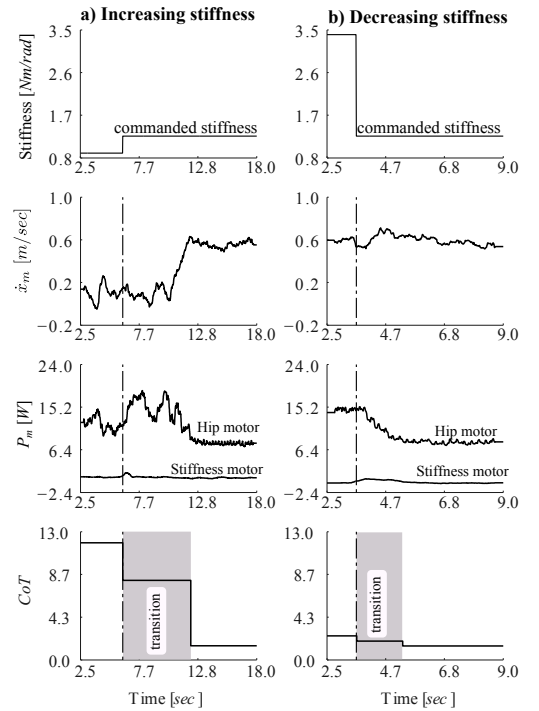 a) Increasing stiffness
b) Decreasing stiffness
Stiffness [Nm/rad]
3.5
2.6
1.7
0.8
commanded stiffness
2.5 7.7 12.8 18.0
3.5
2.6
1.7
0.8
commanded stiffness
2.5 4.7 6.8 9.0
ẋm [m/sec]
1.0
0.6
0.2
−0.2
2.5 7.7 12.8 18.0
1.0
0.6
0.2
−0.2
2.5 4.7 6.8 9.0
Pm [W]
24.0
15.2
6.4
−2.4
Hip motor
Stiffness motor
2.5 7.7 12.8 18.0
24.0
15.2
6.4
−2.4
Hip motor
Stiffness motor
2.5 4.7 6.8 9.0
CoT
13.0
8.7
4.3
0.0
transition
2.5 7.7 12.8 18.0
Time [sec]
13.0
8.7
4.3
0.0
transition
2.5 4.7 6.8 9.0
Time [sec]